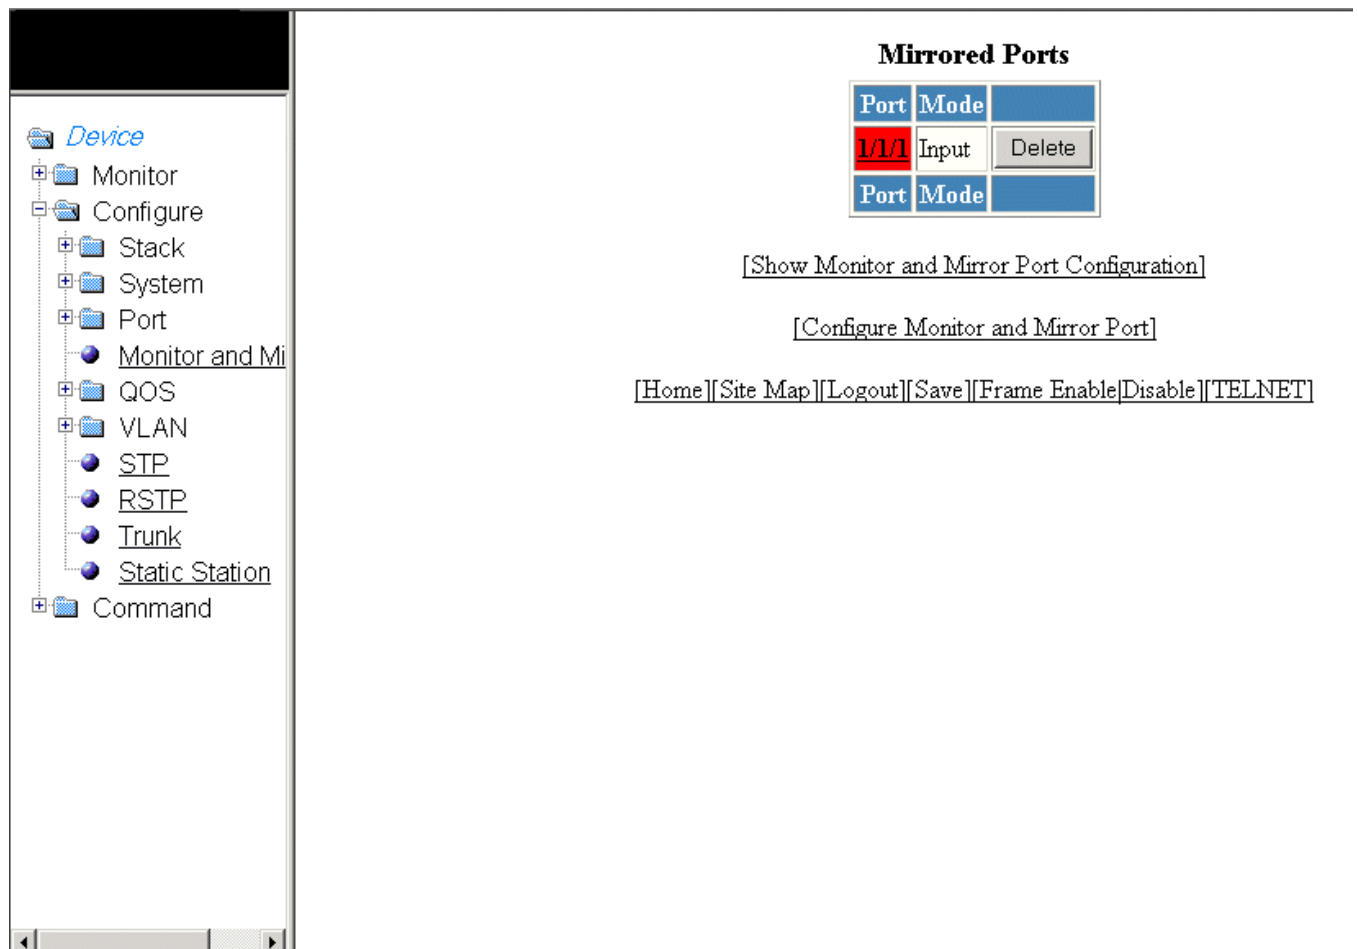 Device
Monitor
Configure
Stack
System
Port
Monitor and Mi
QOS
VLAN
STP
RSTP
Trunk
Static Station
Command
Mirrored Ports
Port Mode
1/1/1 Input Delete
Port Mode
[Show Monitor and Mirror Port Configuration]
[Configure Monitor and Mirror Port]
[Home][Site Map][Logout][Save][Frame Enable|Disable][TELNET]